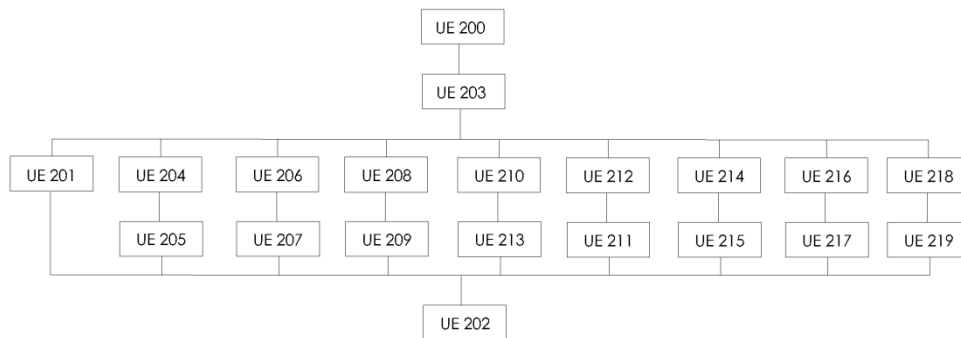 UE 200
UE 203
UE 201 UE 204 UE 206 UE 208 UE 210 UE 212 UE 214 UE 216 UE 218
UE 205 UE 207 UE 209 UE 213 UE 211 UE 215 UE 217 UE 219
UE 202